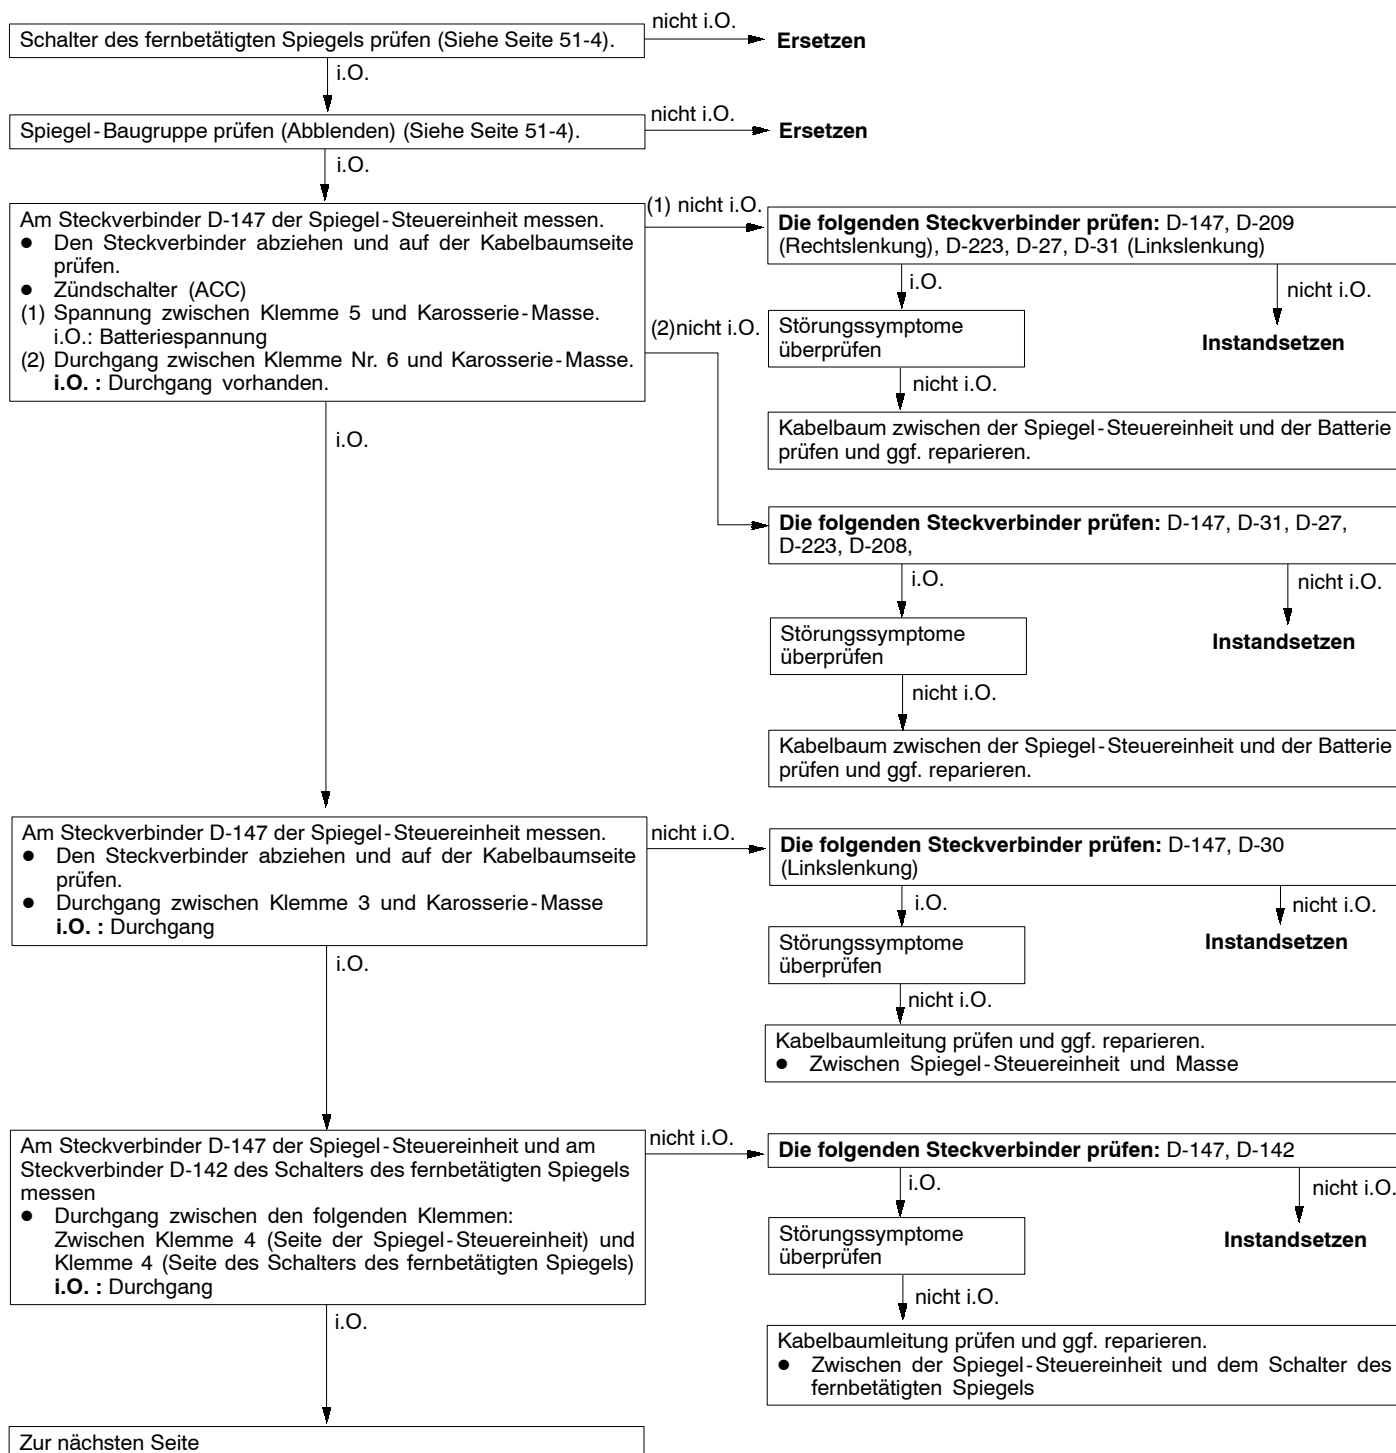 Schalter des fernbetätigten Spiegels prüfen (Siehe Seite 51-4).
nicht i.O.
Ersetzen
i.O.
Spiegel-Baugruppe prüfen (Abblenden) (Siehe Seite 51-4).
nicht i.O.
Ersetzen
i.O.
Am Steckverbinder D-147 der Spiegel-Steuereinheit messen.
● Den Steckverbinder abziehen und auf der Kabelbaumseite
prüfen.
● Zündschalter (ACC)
(1) Spannung zwischen Klemme 5 und Karosserie-Masse.
i.O.: Batteriespannung
(2) Durchgang zwischen Klemme Nr. 6 und Karosserie-Masse.
i.O. : Durchgang vorhanden.
(1) nicht i.O.
Die folgenden Steckverbinder prüfen: D-147, D-209
(Rechtslenkung), D-223, D-27, D-31 (Linkslenkung)
i.O.
nicht i.O.
Störungssymptome
überprüfen
Instandsetzen
nicht i.O.
Kabelbaum zwischen der Spiegel-Steuereinheit und der Batterie
prüfen und ggf. reparieren.
(2)nicht i.O.
Die folgenden Steckverbinder prüfen: D-147, D-31, D-27,
D-223, D-208,
i.O.
nicht i.O.
Störungssymptome
überprüfen
Instandsetzen
nicht i.O.
Kabelbaum zwischen der Spiegel-Steuereinheit und der Batterie
prüfen und ggf. reparieren.
i.O.
Am Steckverbinder D-147 der Spiegel-Steuereinheit messen.
● Den Steckverbinder abziehen und auf der Kabelbaumseite
prüfen.
● Durchgang zwischen Klemme 3 und Karosserie-Masse
i.O. : Durchgang
nicht i.O.
Die folgenden Steckverbinder prüfen: D-147, D-30
(Linkslenkung)
i.O.
nicht i.O.
Störungssymptome
überprüfen
Instandsetzen
nicht i.O.
Kabelbaumleitung prüfen und ggf. reparieren.
● Zwischen Spiegel-Steuereinheit und Masse
i.O.
Am Steckverbinder D-147 der Spiegel-Steuereinheit und am
Steckverbinder D-142 des Schalters des fernbetätigten Spiegels
messen
● Durchgang zwischen den folgenden Klemmen:
Zwischen Klemme 4 (Seite der Spiegel-Steuereinheit) und
Klemme 4 (Seite des Schalters des fernbetätigten Spiegels)
i.O. : Durchgang
nicht i.O.
Die folgenden Steckverbinder prüfen: D-147, D-142
i.O.
nicht i.O.
Störungssymptome
überprüfen
Instandsetzen
nicht i.O.
Kabelbaumleitung prüfen und ggf. reparieren.
● Zwischen der Spiegel-Steuereinheit und dem Schalter des
fernbetätigten Spiegels
i.O.
Zur nächsten Seite